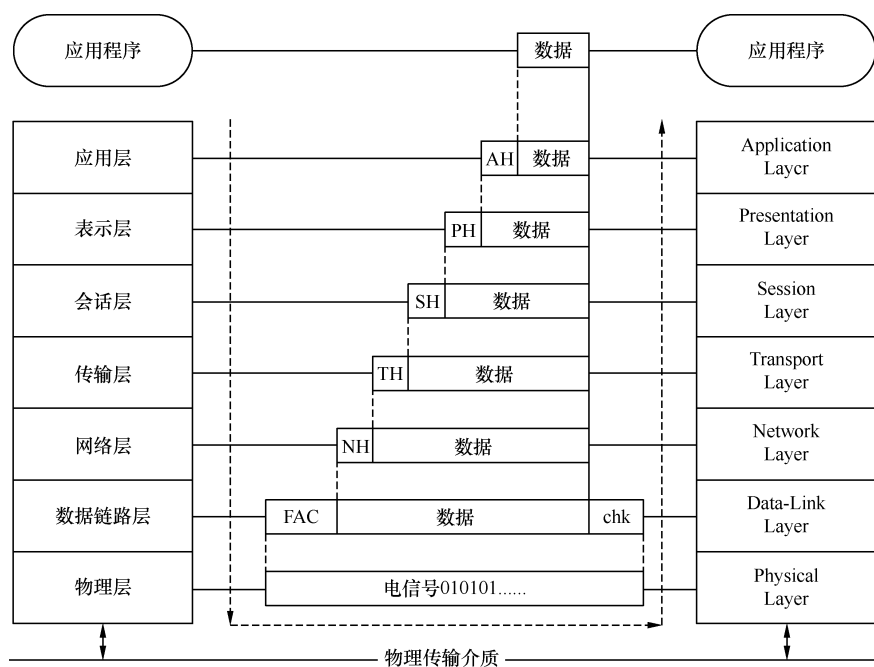 应用程序
数据
应用程序
应用层
AH
数据
Application
Laycr
表示层
PH
数据
Presentation
Layer
会话层
SH
数据
Session
Layer
传输层
TH
数据
Transport
Layer
网络层
NH
数据
Network
Layer
数据链路层
FAC
数据
chk
Data-Link
Layer
物理层
电信号010101......
Physical
Layer
物理传输介质